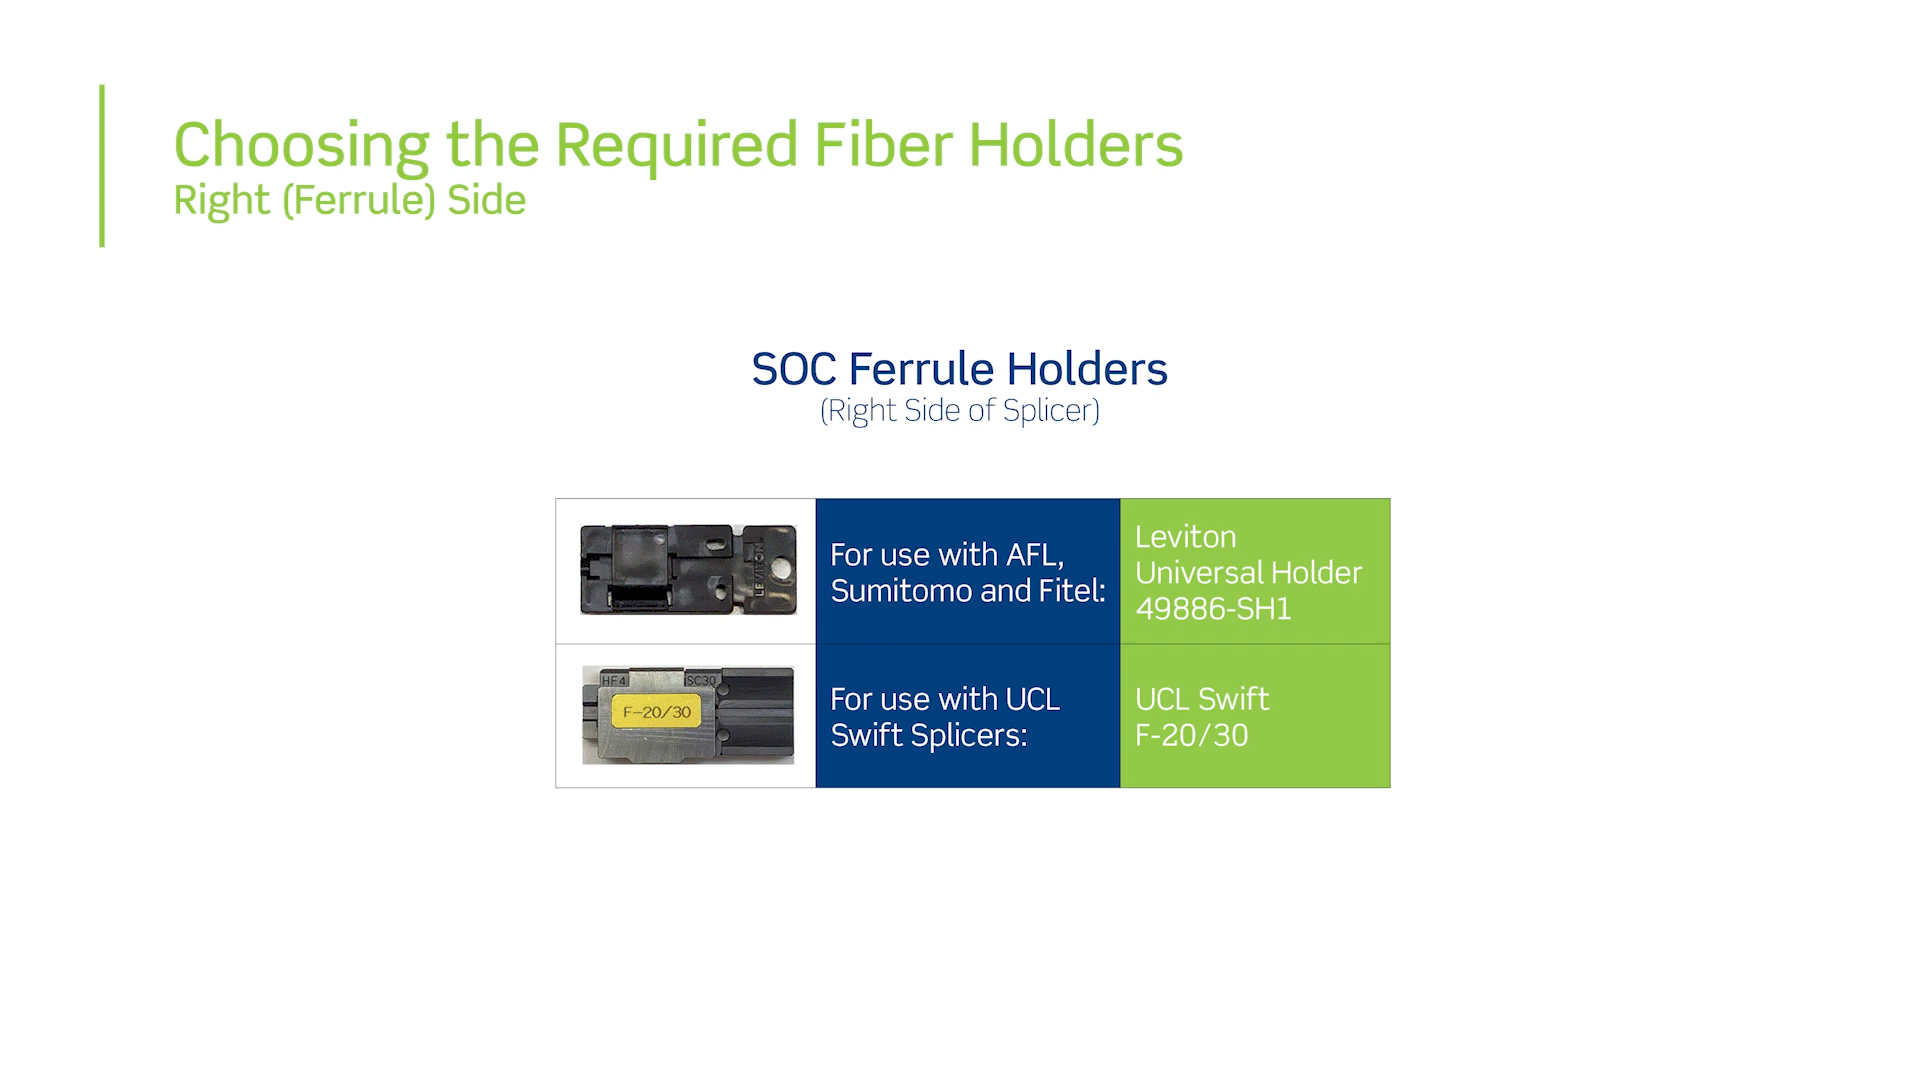 Choosing the Required Fiber Holders
Right (Ferrule) Side
SOC Ferrule Holders
(Right Side of Splicer)
LEVITON
For use with AFL,
Sumitomo and Fitel:
Leviton
Universal Holder
49886-SH1
HF4 SC30
F-20/30
For use with UCL
Swift Splicers:
UCL Swift
F-20/30